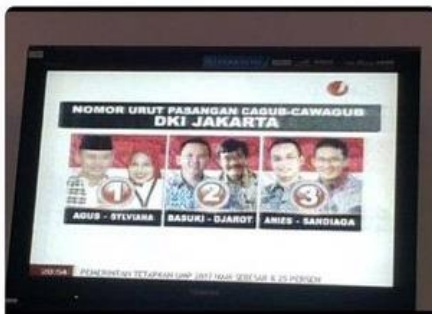 NOMOR URUT PASANGAN CAGUB-CAWAGUB
DKI JAKARTA
1
2
3
AGUS - SYLVIANA
BASUKI - DJAROT
ANIES - SANDIAGA
20:54
PEMERINTAH TETAPKAN UMP 2017 NAIK SEBESAR 8,25 PERSEN